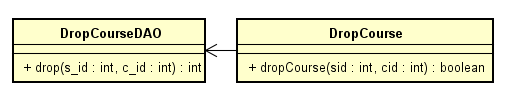 DropCourseDAO
+ drop(s_id : int, c_id : int) : int
DropCourse
+ dropCourse(sid : int, cid : int) : boolean